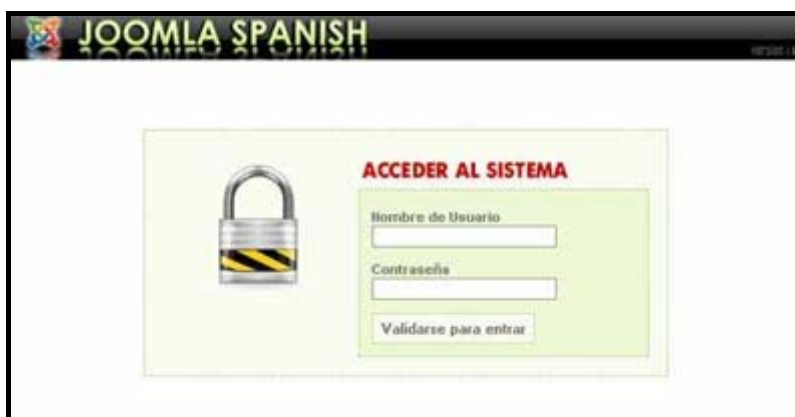 JOOMLA SPANISH
ACCEDER AL SISTEMA
Nombre de Usuario
Contraseña
Validarse para entrar